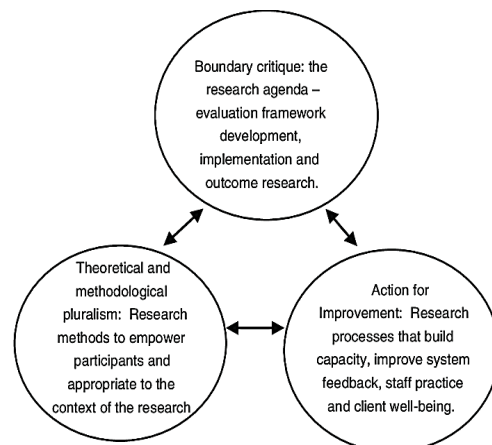 Boundary critique: the
research agenda –
evaluation framework
development,
implementation and
outcome research.
Theoretical and
methodological
pluralism: Research
methods to empower
participants and
appropriate to the
context of the research
Action for
Improvement: Research
processes that build
capacity, improve system
feedback, staff practice
and client well-being.